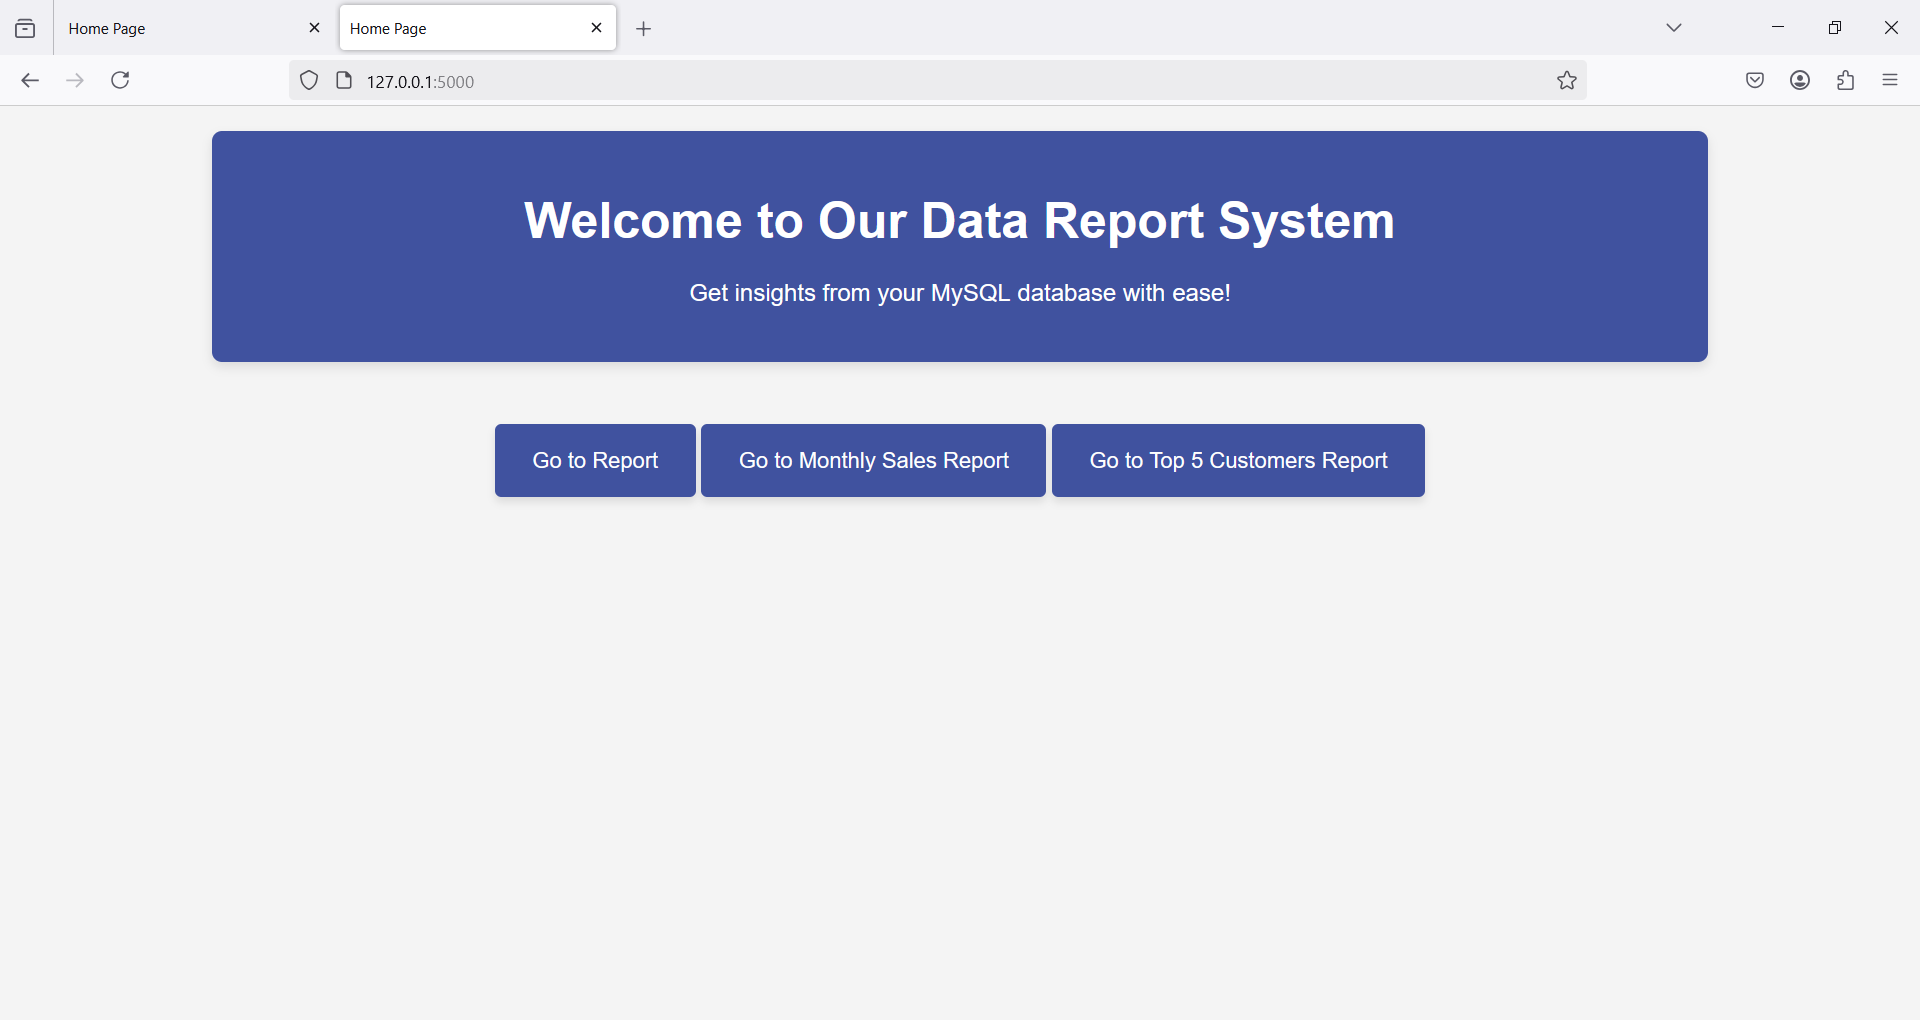 Home Page
Home Page
127.0.0.1:5000
Welcome to Our Data Report System
Get insights from your MySQL database with ease!
Go to Report
Go to Monthly Sales Report
Go to Top 5 Customers Report